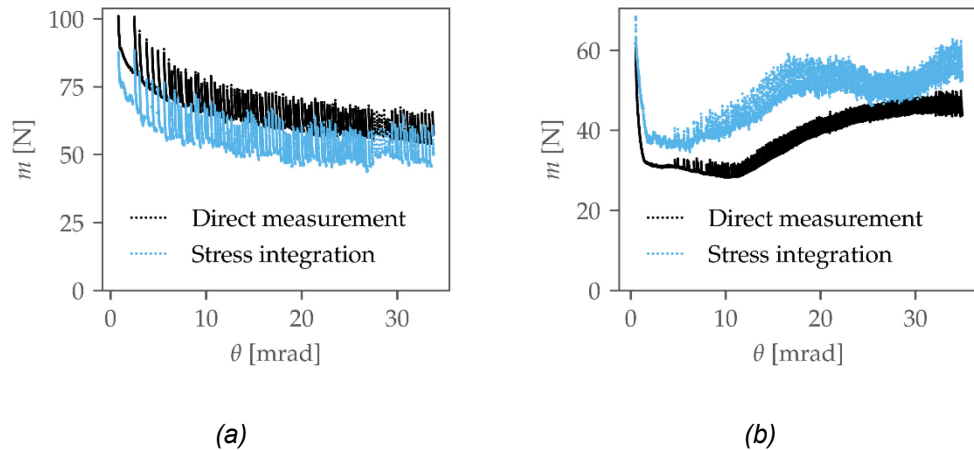 100
75
50
25
0
m [N]
Direct measurement
Stress integration
0 10 20 30
θ [mrad]
(a)
60
40
20
0
m [N]
Direct measurement
Stress integration
0 10 20 30
θ [mrad]
(b)